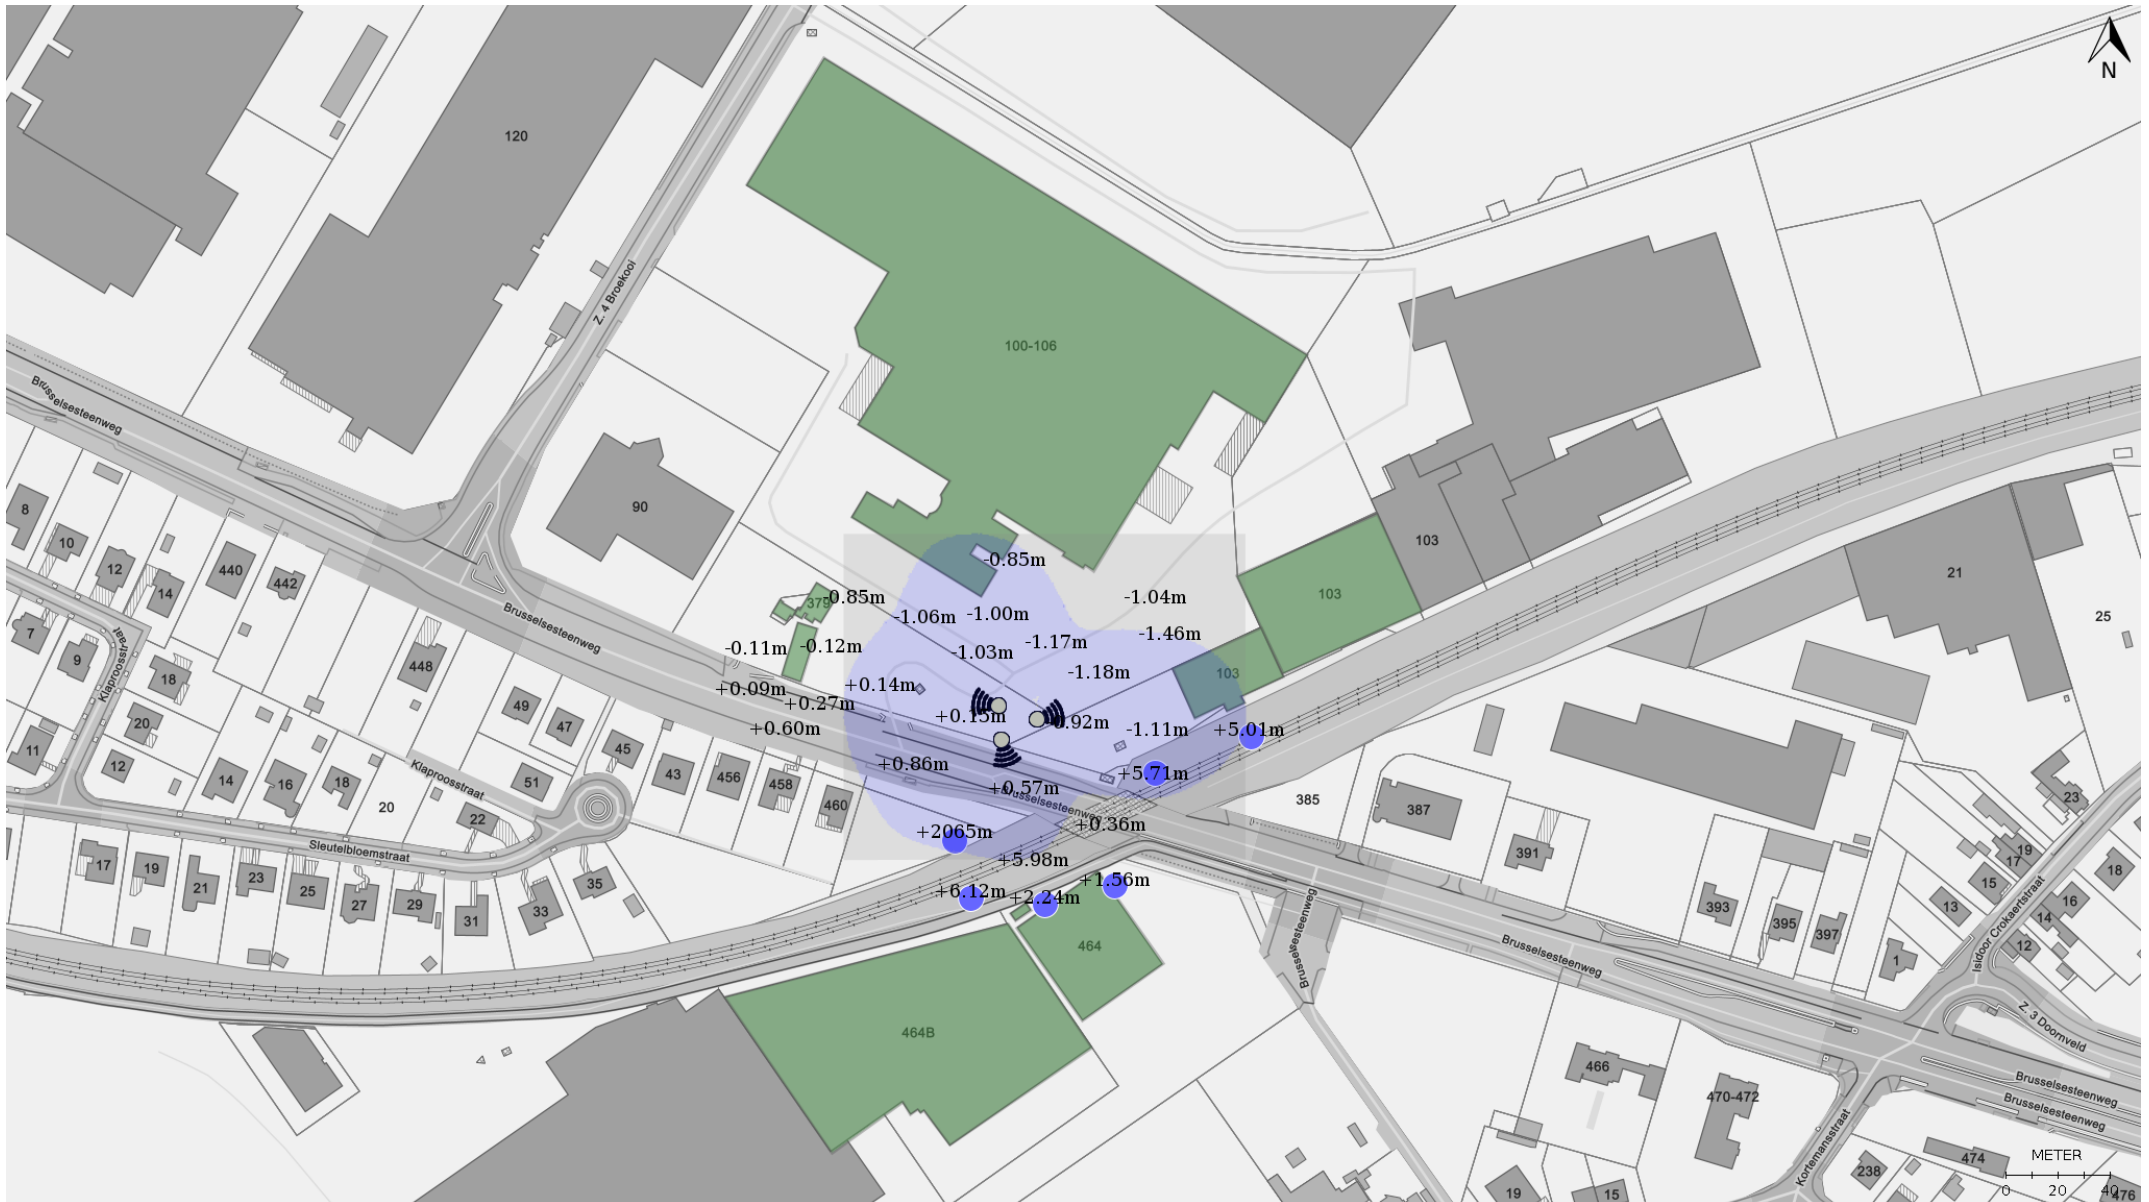 N
120
Z. 4 Broekooi
100-106
Brusselsesteenweg
90
103
8
10
12
14
440
442
21
25
379
-0.85m
-0.85m
-1.04m
103
-1.06m
-1.00m
Brusselsesteenweg
7
9
Klaproosstraat
448
-0.11m
-0.12m
-1.03m
-1.17m
-1.46m
18
-1.18m
103
+0.09m
+0.14m
+0.27m
+0.15m
49
47
20
+0.60m
-1.11m
+5.01m
11
45
12
14
16
18
Klaproosstraat
51
43
456
458
460
+0.86m
+5.71m
+0.57m
Brusselsesteenweg
385
387
23
20
22
+2065m
+0.36m
Sleutelbloemstraat
391
19
17
17
19
21
23
25
27
29
31
33
35
+5.98m
+6.12m
+2.24m
+1.56m
15
18
16
14
12
13
393
395
397
1
Isidoor Crokaertstraat
464
Brusselsesteenweg
Brusselsesteenweg
464B
Z. 3 Doornveld
466
470-472
Brusselsesteenweg
Brusselsesteenweg
Kortemansstraat
238
474
476
19
15
METER
0 20 40